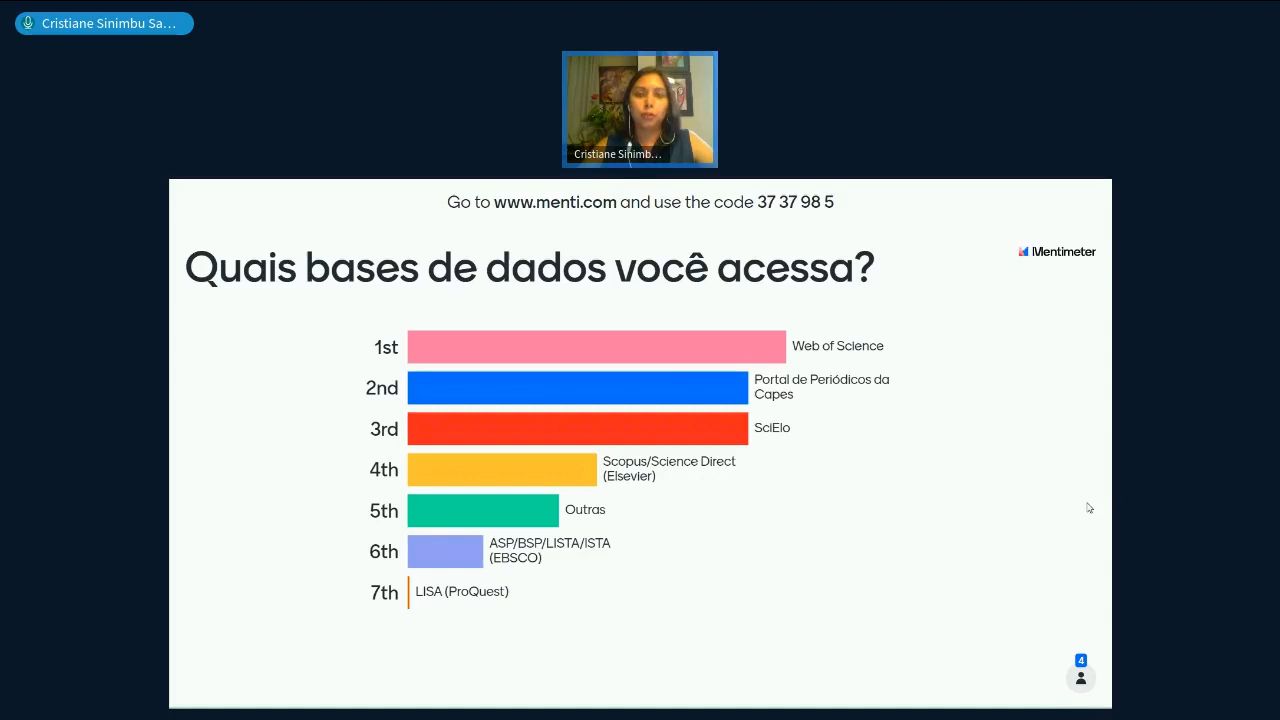 Cristiane Sinimbu Sa...
Cristiane Sinimb...
Go to www.menti.com and use the code 37 37 98 5
Quais bases de dados você acessa?
Mentimeter
1st
Web of Science
2nd
Portal de Periódicos da
Capes
3rd
SciElo
4th
Scopus/Science Direct
(Elsevier)
5th
Outras
6th
ASP/BSP/LISTA/ISTA
(EBSCO)
7th
LISA (ProQuest)
4